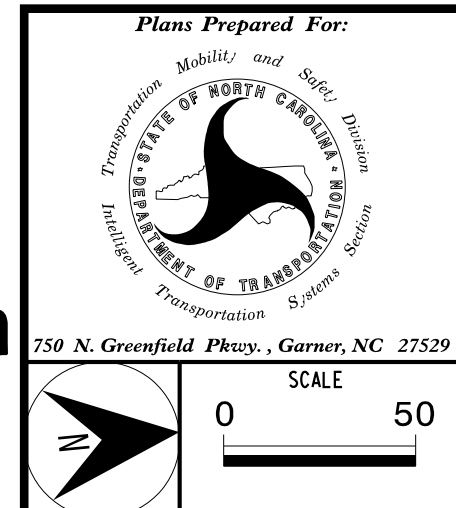 Plans Prepared For:
Transportation Mobility and Safety Division
STATE OF NORTH CAROLINA
DEPARTMENT OF TRANSPORTATION
Intelligent Transportation Systems Section
750 N. Greenfield Pkwy. , Garner, NC 27529
N
SCALE
0 50